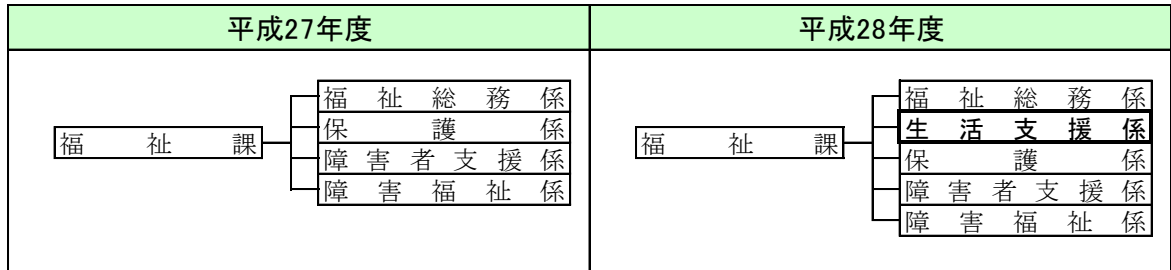 平成27年度
福祉課
福祉総務係
保護係
障害者支援係
障害福祉係
平成28年度
福祉課
福祉総務係
生活支援係
保護係
障害者支援係
障害福祉係